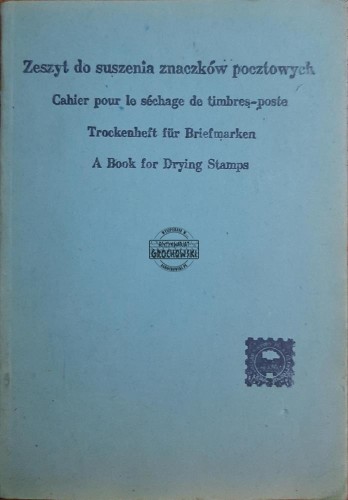 Zeszyt do suszenia znaczków pocztowych
Cahier pour le séchage de timbres-poste
Trockenheft für Briefmarken
A Book for Drying Stamps
GROCHOWSKI